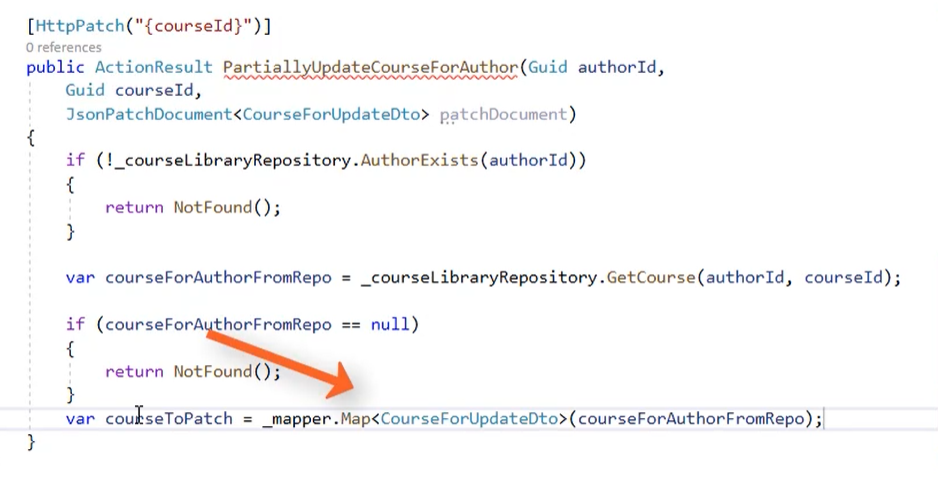 [HttpPatch("{courseId}")]
0 references
public ActionResult PartiallyUpdateCourseForAuthor(Guid authorId,
Guid courseId,
JsonPatchDocument<CourseForUpdateDto> patchDocument)
{
if (!_courseLibraryRepository.AuthorExists(authorId))
{
return NotFound();
}
var courseForAuthorFromRepo = _courseLibraryRepository.GetCourse(authorId, courseId);
if (courseForAuthorFromRepo == null)
{
return NotFound();
}
var courseToPatch = _mapper.Map<CourseForUpdateDto>(courseForAuthorFromRepo);
}